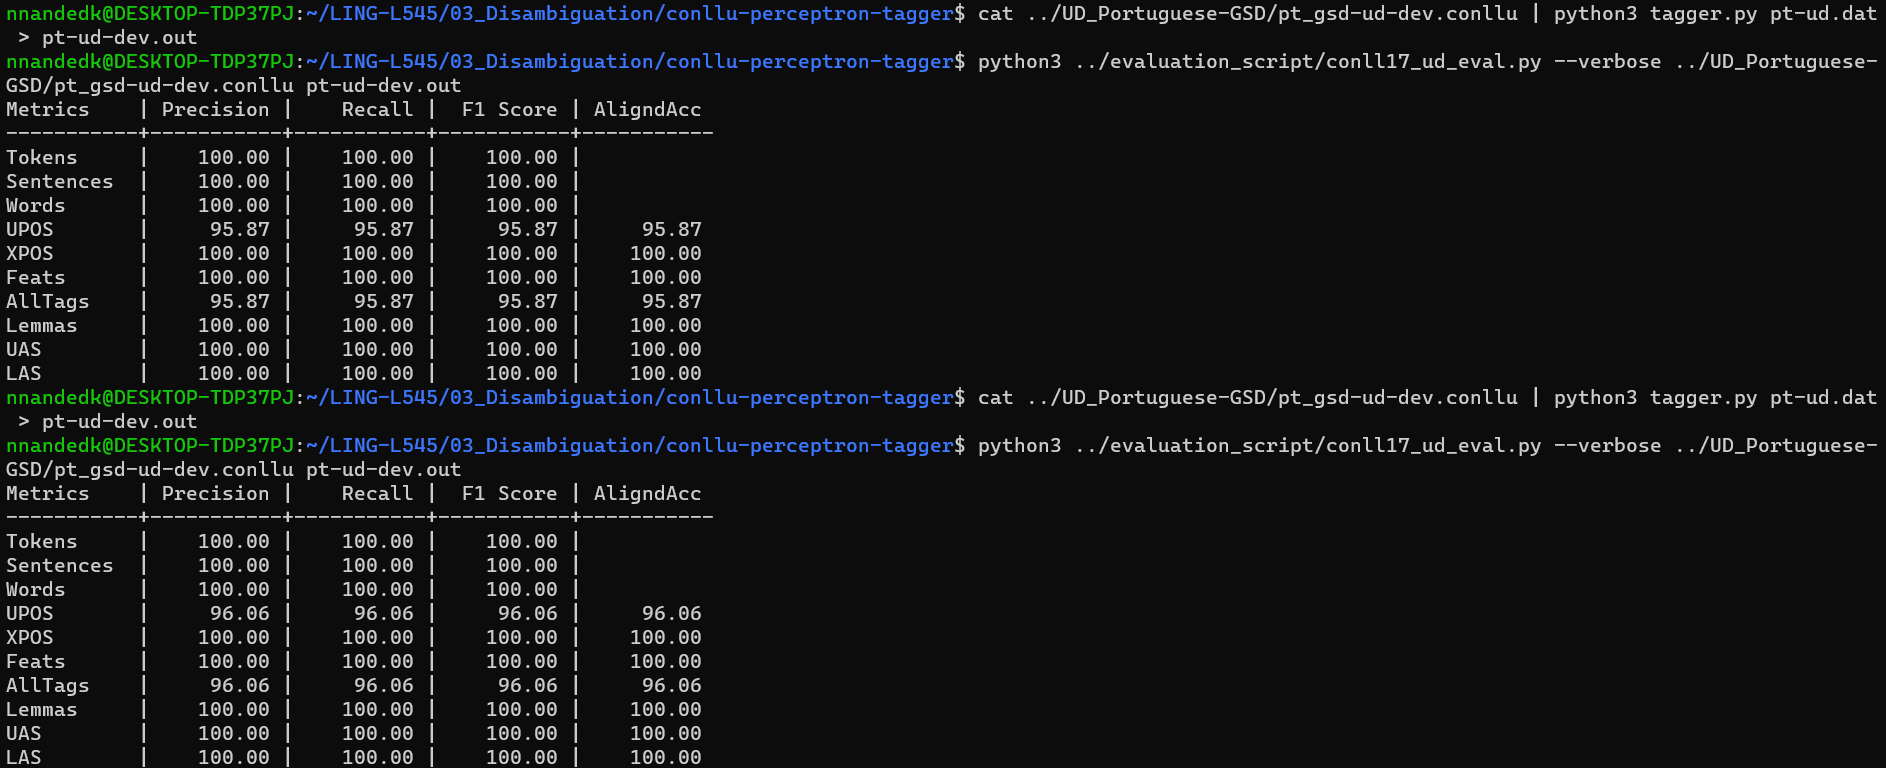 nnandedk@DESKTOP-TDP37PJ:~/LING-L545/03_Disambiguation/conllu-perceptron-tagger$ cat ../UD_Portuguese-GSD/pt_gsd-ud-dev.conllu | python3 tagger.py pt-ud.dat
 > pt-ud-dev.out
nnandedk@DESKTOP-TDP37PJ:~/LING-L545/03_Disambiguation/conllu-perceptron-tagger$ python3 ../evaluation_script/conll17_ud_eval.py --verbose ../UD_Portuguese-
GSD/pt_gsd-ud-dev.conllu pt-ud-dev.out
Metrics    | Precision |    Recall |  F1 Score | AligndAcc
-----------+-----------+-----------+-----------+-----------
Tokens     |    100.00 |    100.00 |    100.00 |
Sentences  |    100.00 |    100.00 |    100.00 |
Words      |    100.00 |    100.00 |    100.00 |
UPOS       |     95.87 |     95.87 |     95.87 |     95.87
XPOS       |    100.00 |    100.00 |    100.00 |    100.00
Feats      |    100.00 |    100.00 |    100.00 |    100.00
AllTags    |     95.87 |     95.87 |     95.87 |     95.87
Lemmas     |    100.00 |    100.00 |    100.00 |    100.00
UAS        |    100.00 |    100.00 |    100.00 |    100.00
LAS        |    100.00 |    100.00 |    100.00 |    100.00
nnandedk@DESKTOP-TDP37PJ:~/LING-L545/03_Disambiguation/conllu-perceptron-tagger$ cat ../UD_Portuguese-GSD/pt_gsd-ud-dev.conllu | python3 tagger.py pt-ud.dat
 > pt-ud-dev.out
nnandedk@DESKTOP-TDP37PJ:~/LING-L545/03_Disambiguation/conllu-perceptron-tagger$ python3 ../evaluation_script/conll17_ud_eval.py --verbose ../UD_Portuguese-
GSD/pt_gsd-ud-dev.conllu pt-ud-dev.out
Metrics    | Precision |    Recall |  F1 Score | AligndAcc
-----------+-----------+-----------+-----------+-----------
Tokens     |    100.00 |    100.00 |    100.00 |
Sentences  |    100.00 |    100.00 |    100.00 |
Words      |    100.00 |    100.00 |    100.00 |
UPOS       |     96.06 |     96.06 |     96.06 |     96.06
XPOS       |    100.00 |    100.00 |    100.00 |    100.00
Feats      |    100.00 |    100.00 |    100.00 |    100.00
AllTags    |     96.06 |     96.06 |     96.06 |     96.06
Lemmas     |    100.00 |    100.00 |    100.00 |    100.00
UAS        |    100.00 |    100.00 |    100.00 |    100.00
LAS        |    100.00 |    100.00 |    100.00 |    100.00